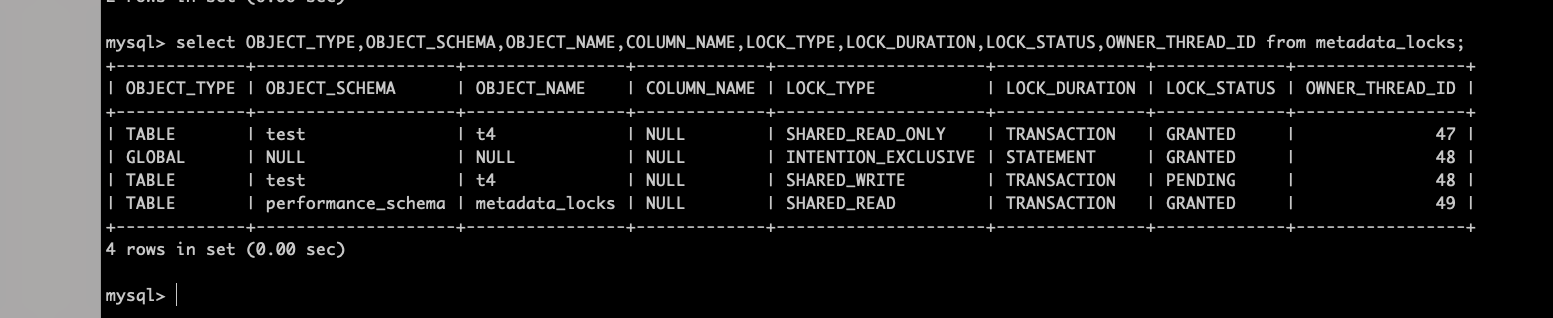 2 rows in set (0.00 sec)
mysql> select OBJECT_TYPE,OBJECT_SCHEMA,OBJECT_NAME,COLUMN_NAME,LOCK_TYPE,LOCK_DURATION,LOCK_STATUS,OWNER_THREAD_ID from metadata_locks;
+-------------+--------------------+----------------+-------------+---------------------+---------------+-------------+-----------------+
| OBJECT_TYPE | OBJECT_SCHEMA      | OBJECT_NAME    | COLUMN_NAME | LOCK_TYPE           | LOCK_DURATION | LOCK_STATUS | OWNER_THREAD_ID |
+-------------+--------------------+----------------+-------------+---------------------+---------------+-------------+-----------------+
| TABLE       | test               | t4             | NULL        | SHARED_READ_ONLY    | TRANSACTION   | GRANTED     |              47 |
| GLOBAL      | NULL               | NULL           | NULL        | INTENTION_EXCLUSIVE | STATEMENT     | GRANTED     |              48 |
| TABLE       | test               | t4             | NULL        | SHARED_WRITE        | TRANSACTION   | PENDING     |              48 |
| TABLE       | performance_schema | metadata_locks | NULL        | SHARED_READ         | TRANSACTION   | GRANTED     |              49 |
+-------------+--------------------+----------------+-------------+---------------------+---------------+-------------+-----------------+
4 rows in set (0.00 sec)
mysql>